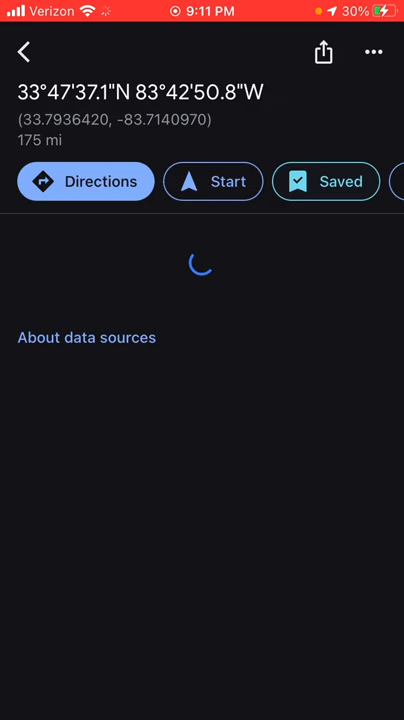 Verizon 9:11 PM 30%
33°47'37.1"N 83°42'50.8"W
(33.7936420, -83.7140970)
175 mi
Directions Start Saved
About data sources